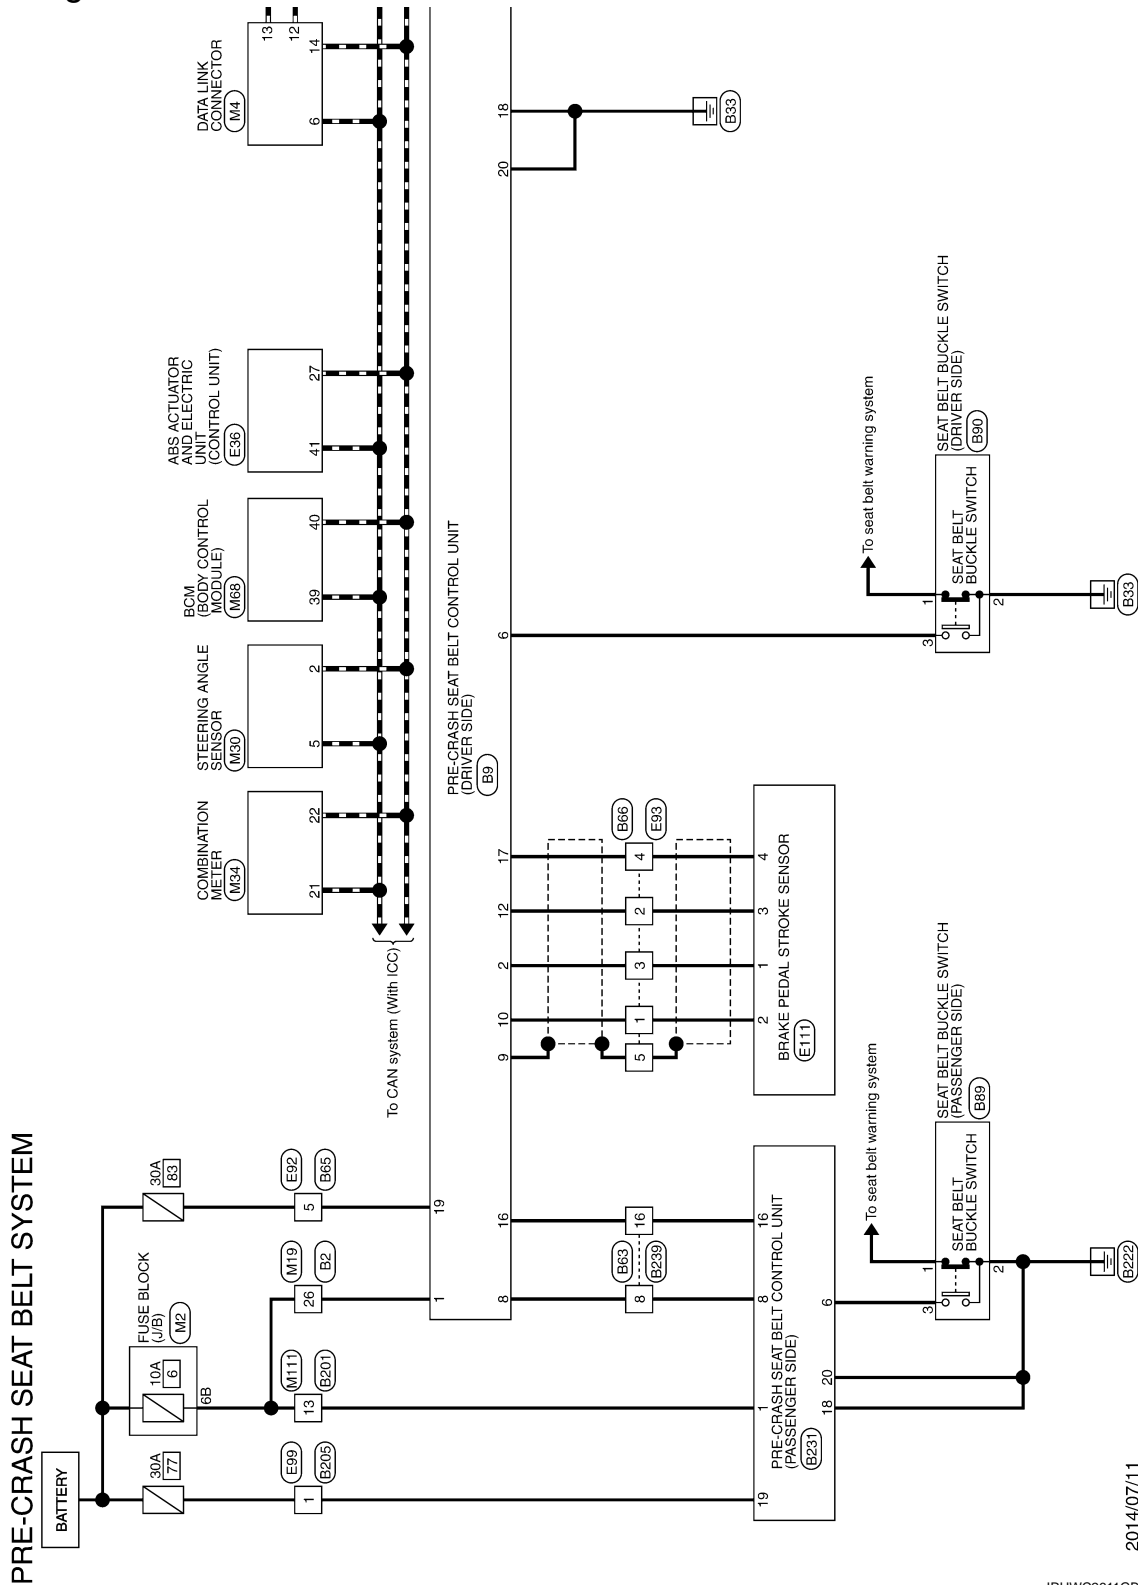 PRE-CRASH SEAT BELT SYSTEM
BATTERY
30A
77
FUSE BLOCK
(J/B)
M2
10A
6
6B
30A
83
E99
B205
1
M111
B201
13
M19
B2
26
E92
B65
5
To CAN system (With ICC)
COMBINATION
METER
M34
21
22
STEERING ANGLE
SENSOR
M30
5
2
BCM
(BODY CONTROL
MODULE)
M68
39
40
ABS ACTUATOR
AND ELECTRIC
UNIT
(CONTROL UNIT)
E36
41
27
DATA LINK
CONNECTOR
M4
6
14
13
12
1
19
PRE-CRASH SEAT BELT CONTROL UNIT
(DRIVER SIDE)
B9
8
16
9
10
2
12
17
6
20
18
B33
B63
B239
8
16
B66
E93
5
1
3
2
4
19
1
8
16
PRE-CRASH SEAT BELT CONTROL UNIT
(PASSENGER SIDE)
B231
18
20
6
2
1
3
4
BRAKE PEDAL STROKE SENSOR
E111
To seat belt warning system
SEAT BELT BUCKLE SWITCH
(PASSENGER SIDE)
B89
3
1
SEAT BELT
BUCKLE SWITCH
2
B222
To seat belt warning system
SEAT BELT BUCKLE SWITCH
(DRIVER SIDE)
B90
3
1
SEAT BELT
BUCKLE SWITCH
2
B33
2014/07/11